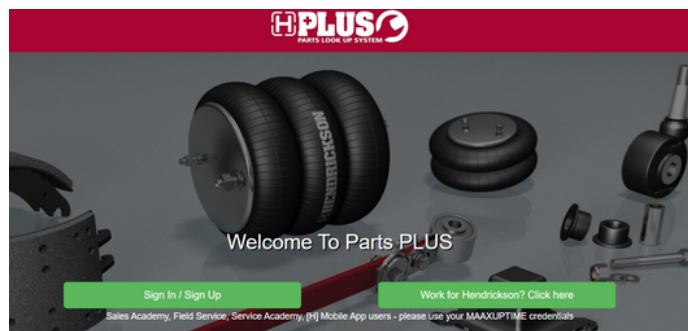 [H]PLUS
PARTS LOOK UP SYSTEM
HENDRICKSON
Welcome To Parts PLUS
Sign In / Sign Up
Work for Hendrickson? Click here
Sales Academy, Field Service, Service Academy, [H] Mobile App users - please use your MAAXUPTIME credentials